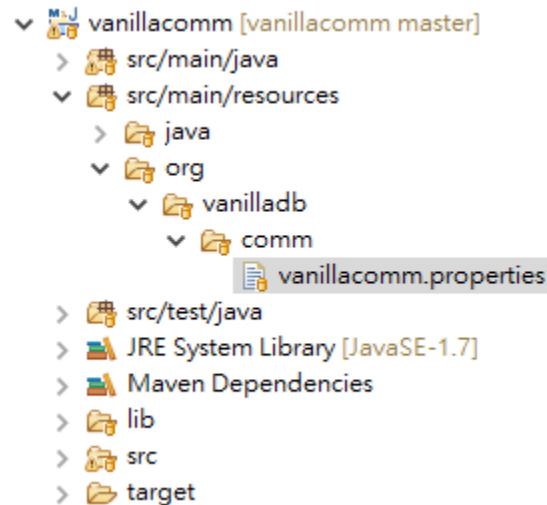 vanillacomm [vanillacomm master]
src/main/java
src/main/resources
java
org
vanilladb
comm
vanillacomm.properties
src/test/java
JRE System Library [JavaSE-1.7]
Maven Dependencies
lib
src
target